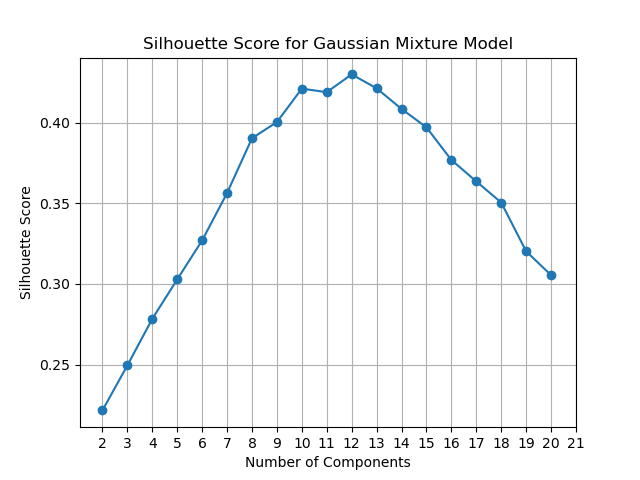 Silhouette Score for Gaussian Mixture Model
0.40
0.35
0.30
0.25
Silhouette Score
2 3 4 5 6 7 8 9 10 11 12 13 14 15 16 17 18 19 20 21
Number of Components